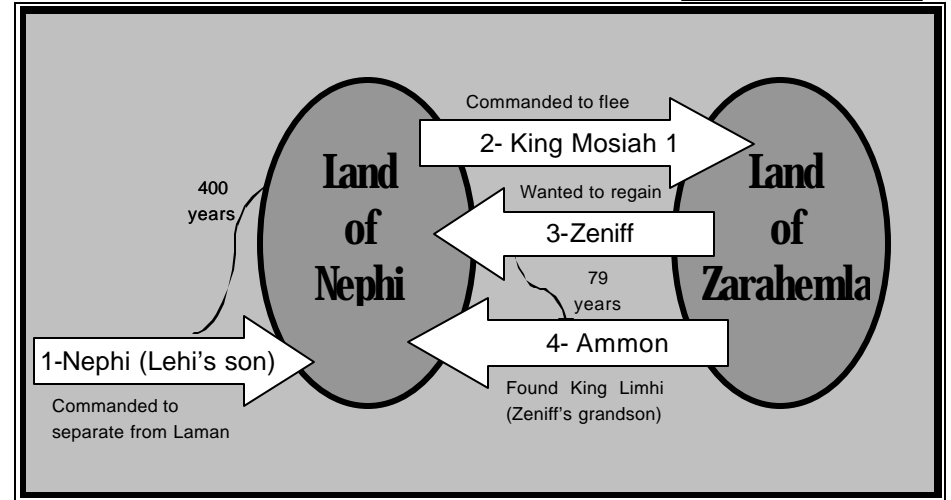 Commanded to flee
2- King Mosiah 1
Land
of
Nephi
Land
of
Zarahemla
400
years
Wanted to regain
3-Zeniff
79
years
4- Ammon
1-Nephi (Lehi's son)
Found King Limhi
(Zeniff's grandson)
Commanded to
separate from Laman